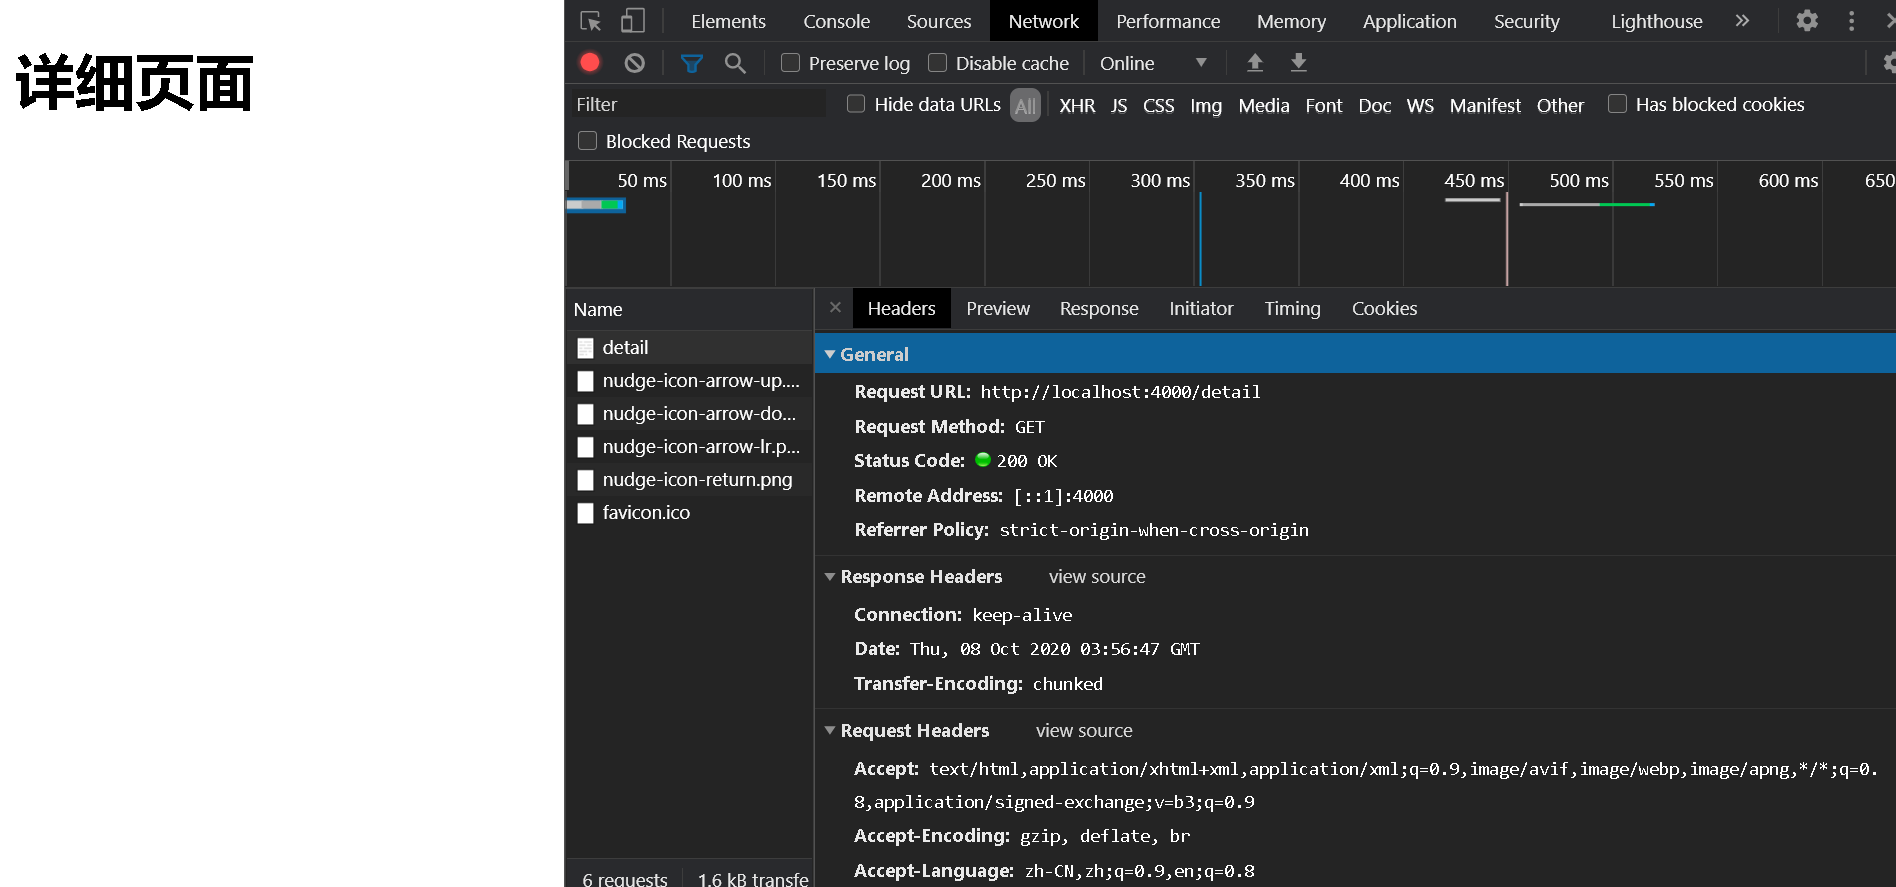 详细页面
Elements Console Sources Network Performance Memory Application Security Lighthouse »
Preserve log Disable cache Online
Filter Hide data URLs All XHR JS CSS Img Media Font Doc WS Manifest Other Has blocked cookies
Blocked Requests
50 ms 100 ms 150 ms 200 ms 250 ms 300 ms 350 ms 400 ms 450 ms 500 ms 550 ms 600 ms 650
Name
detail
nudge-icon-arrow-up....
nudge-icon-arrow-do...
nudge-icon-arrow-lr.p...
nudge-icon-return.png
favicon.ico
6 requests 1.6 kB transfe
Headers Preview Response Initiator Timing Cookies
General
Request URL: http://localhost:4000/detail
Request Method: GET
Status Code: 200 OK
Remote Address: [::1]:4000
Referrer Policy: strict-origin-when-cross-origin
Response Headers view source
Connection: keep-alive
Date: Thu, 08 Oct 2020 03:56:47 GMT
Transfer-Encoding: chunked
Request Headers view source
Accept: text/html,application/xhtml+xml,application/xml;q=0.9,image/avif,image/webp,image/apng,*/*;q=0.
8,application/signed-exchange;v=b3;q=0.9
Accept-Encoding: gzip, deflate, br
Accept-Language: zh-CN,zh;q=0.9,en;q=0.8